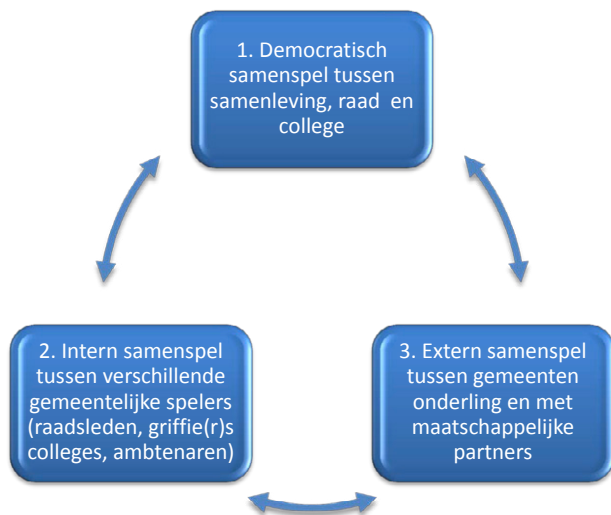 1. Democratisch
samenspel tussen
samenleving, raad en
college
2. Intern samenspel
tussen verschillende
gemeentelijke spelers
(raadsleden, griffie(r)s
colleges, ambtenaren)
3. Extern samenspel
tussen gemeenten
onderling en met
maatschappelijke
partners